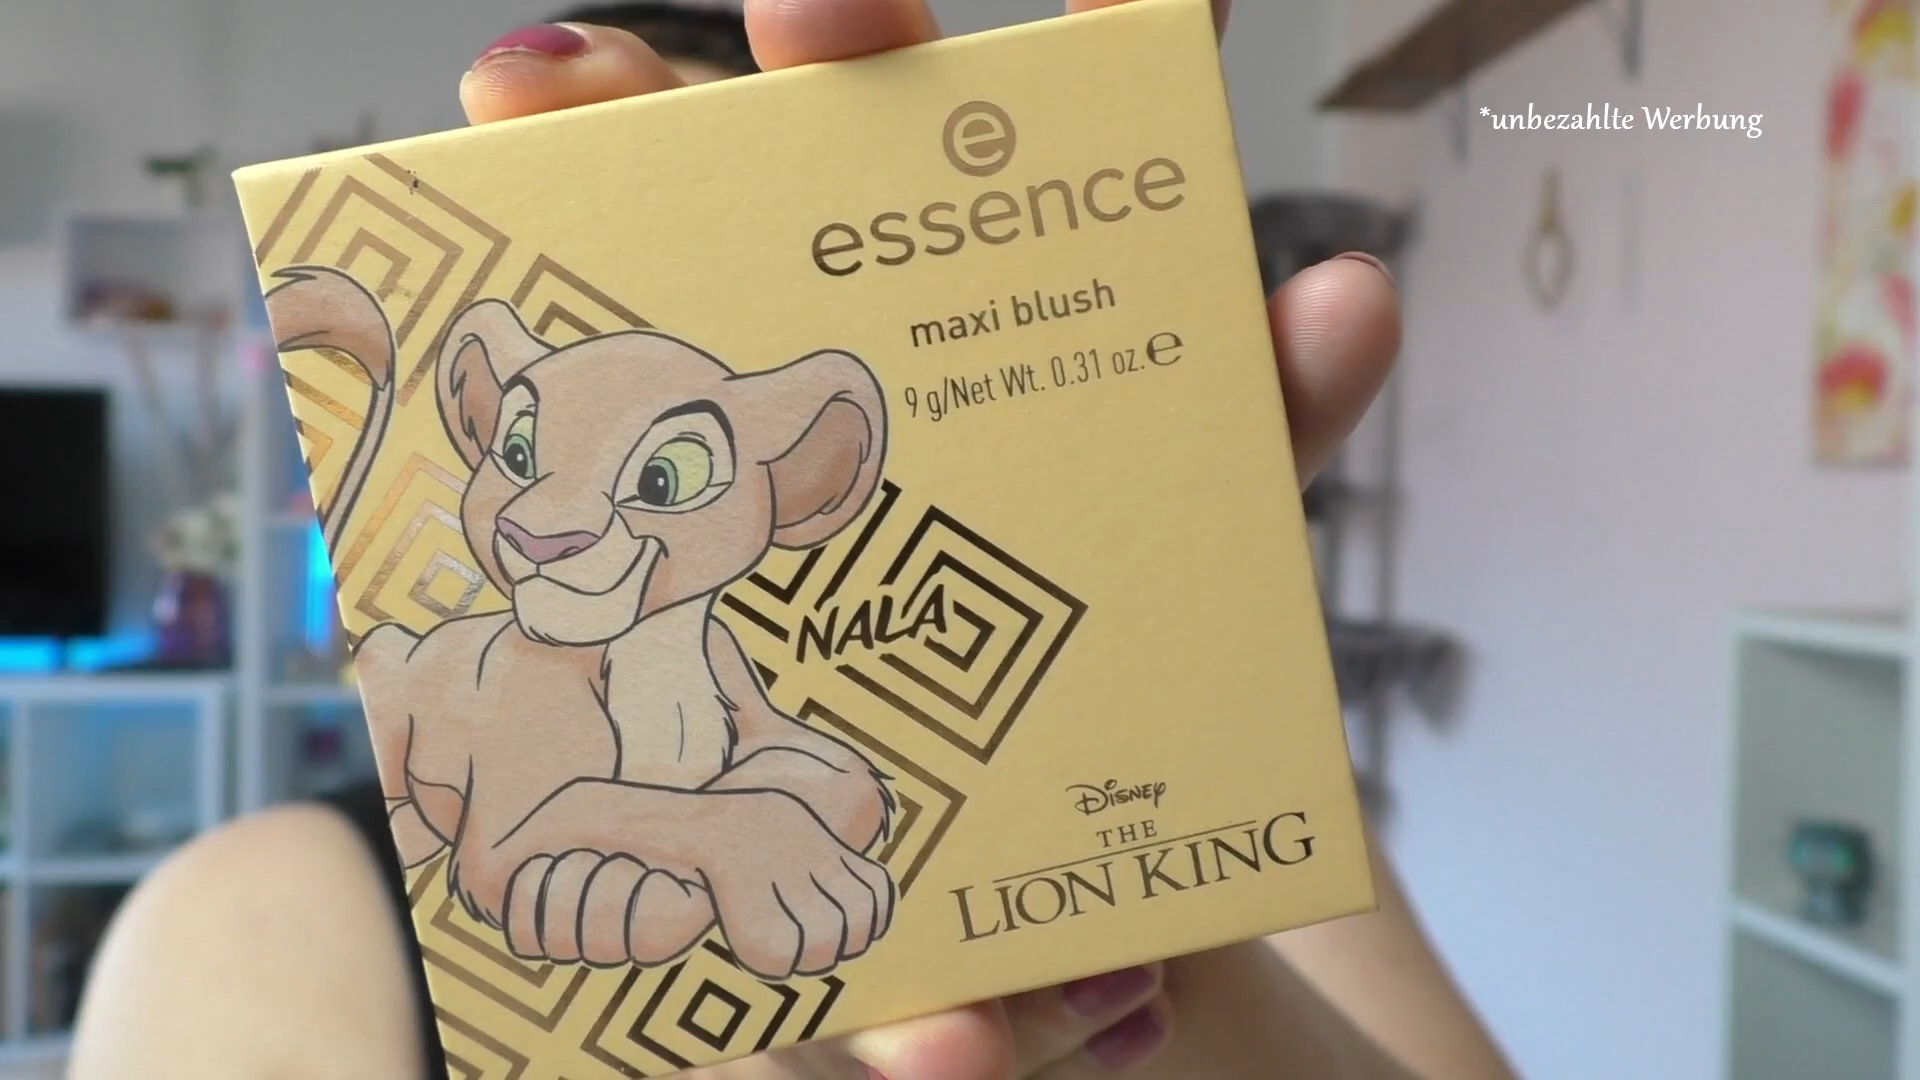 *unbezahlte Werbung
e
essence
maxi blush
9 g/Net Wt. 0.31 oz. ℮
NALA
Disney
THE
LION KING